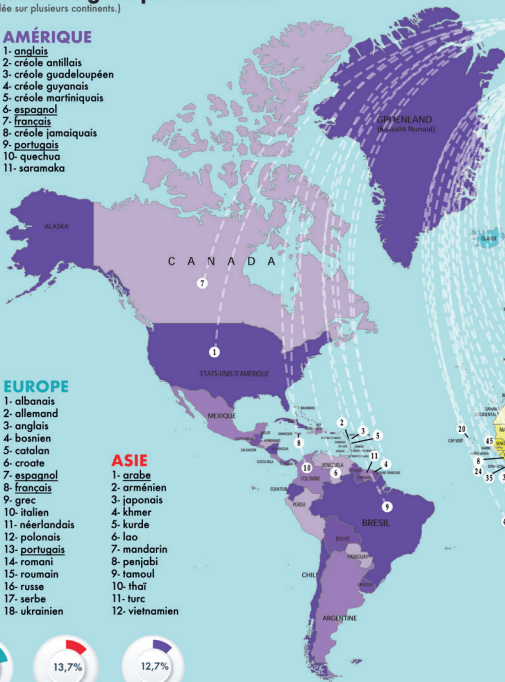 lée sur plusieurs continents.)
AMÉRIQUE
1- anglais
2- créole antillais
3- créole guadeloupéen
4- créole guyanais
5- créole martiniquais
6- espagnol
7- français
8- créole jamaïquais
9- portugais
10- quechua
11- saramaka
EUROPE
1- albanais
2- allemand
3- anglais
4- bosnien
5- catalan
6- croate
7- espagnol
8- français
9- grec
10- italien
11- néerlandais
12- polonais
13- portugais
14- romani
15- roumain
16- russe
17- serbe
18- ukrainien
ASIE
1- arabe
2- arménien
3- japonais
4- khmer
5- kurde
6- lao
7- mandarin
8- penjabi
9- tamoul
10- thaï
11- turc
12- vietnamien
13,7%
12,7%
GROENLAND
(Kalaallit Nunaat)
ALASKA
CANADA
7
1
ÉTATS-UNIS D'AMÉRIQUE
MEXIQUE
8
2
3
5
11
4
10
COLOMBIE
VENEZUELA
6
9
PEROU
BRESIL
BOLIVIE
PARAGUAY
CHILI
ARGENTINE
20
CAP-VERT
45
8
24
35